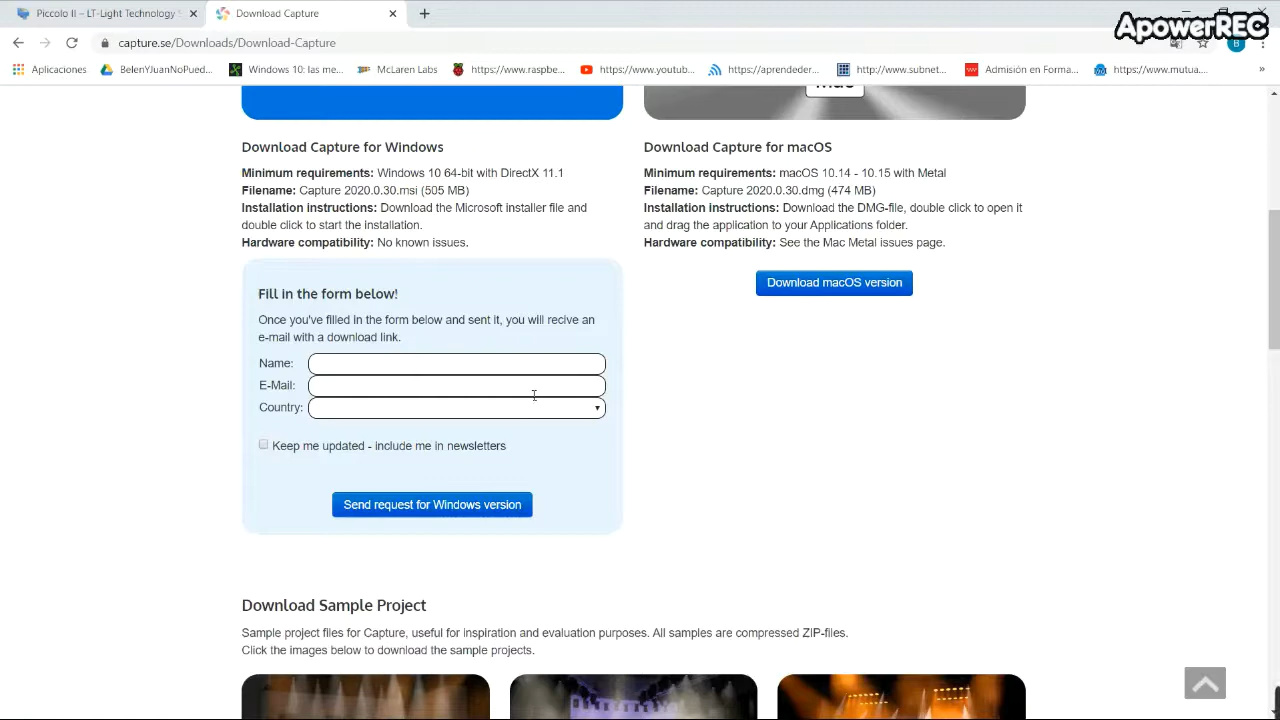 Piccolo II – LT-Light Technology
Download Capture
ApowerREC
capture.se/Downloads/Download-Capture
B
Aplicaciones
BelenYJuanNoPued...
Windows 10: las me...
McLaren Labs
https://www.raspbe...
https://www.youtub...
https://aprendeder...
http://www.subnet...
Admisión en Forma...
https://www.mutua....
Download Capture for Windows
Minimum requirements: Windows 10 64-bit with DirectX 11.1
Filename: Capture 2020.0.30.msi (505 MB)
Installation instructions: Download the Microsoft installer file and
double click to start the installation.
Hardware compatibility: No known issues.
Download Capture for macOS
Minimum requirements: macOS 10.14 - 10.15 with Metal
Filename: Capture 2020.0.30.dmg (474 MB)
Installation instructions: Download the DMG-file, double click to open it
and drag the application to your Applications folder.
Hardware compatibility: See the Mac Metal issues page.
Download macOS version
Fill in the form below!
Once you've filled in the form below and sent it, you will recive an
e-mail with a download link.
Name:
E-Mail:
Country:
Keep me updated - include me in newsletters
Send request for Windows version
Download Sample Project
Sample project files for Capture, useful for inspiration and evaluation purposes. All samples are compressed ZIP-files.
Click the images below to download the sample projects.